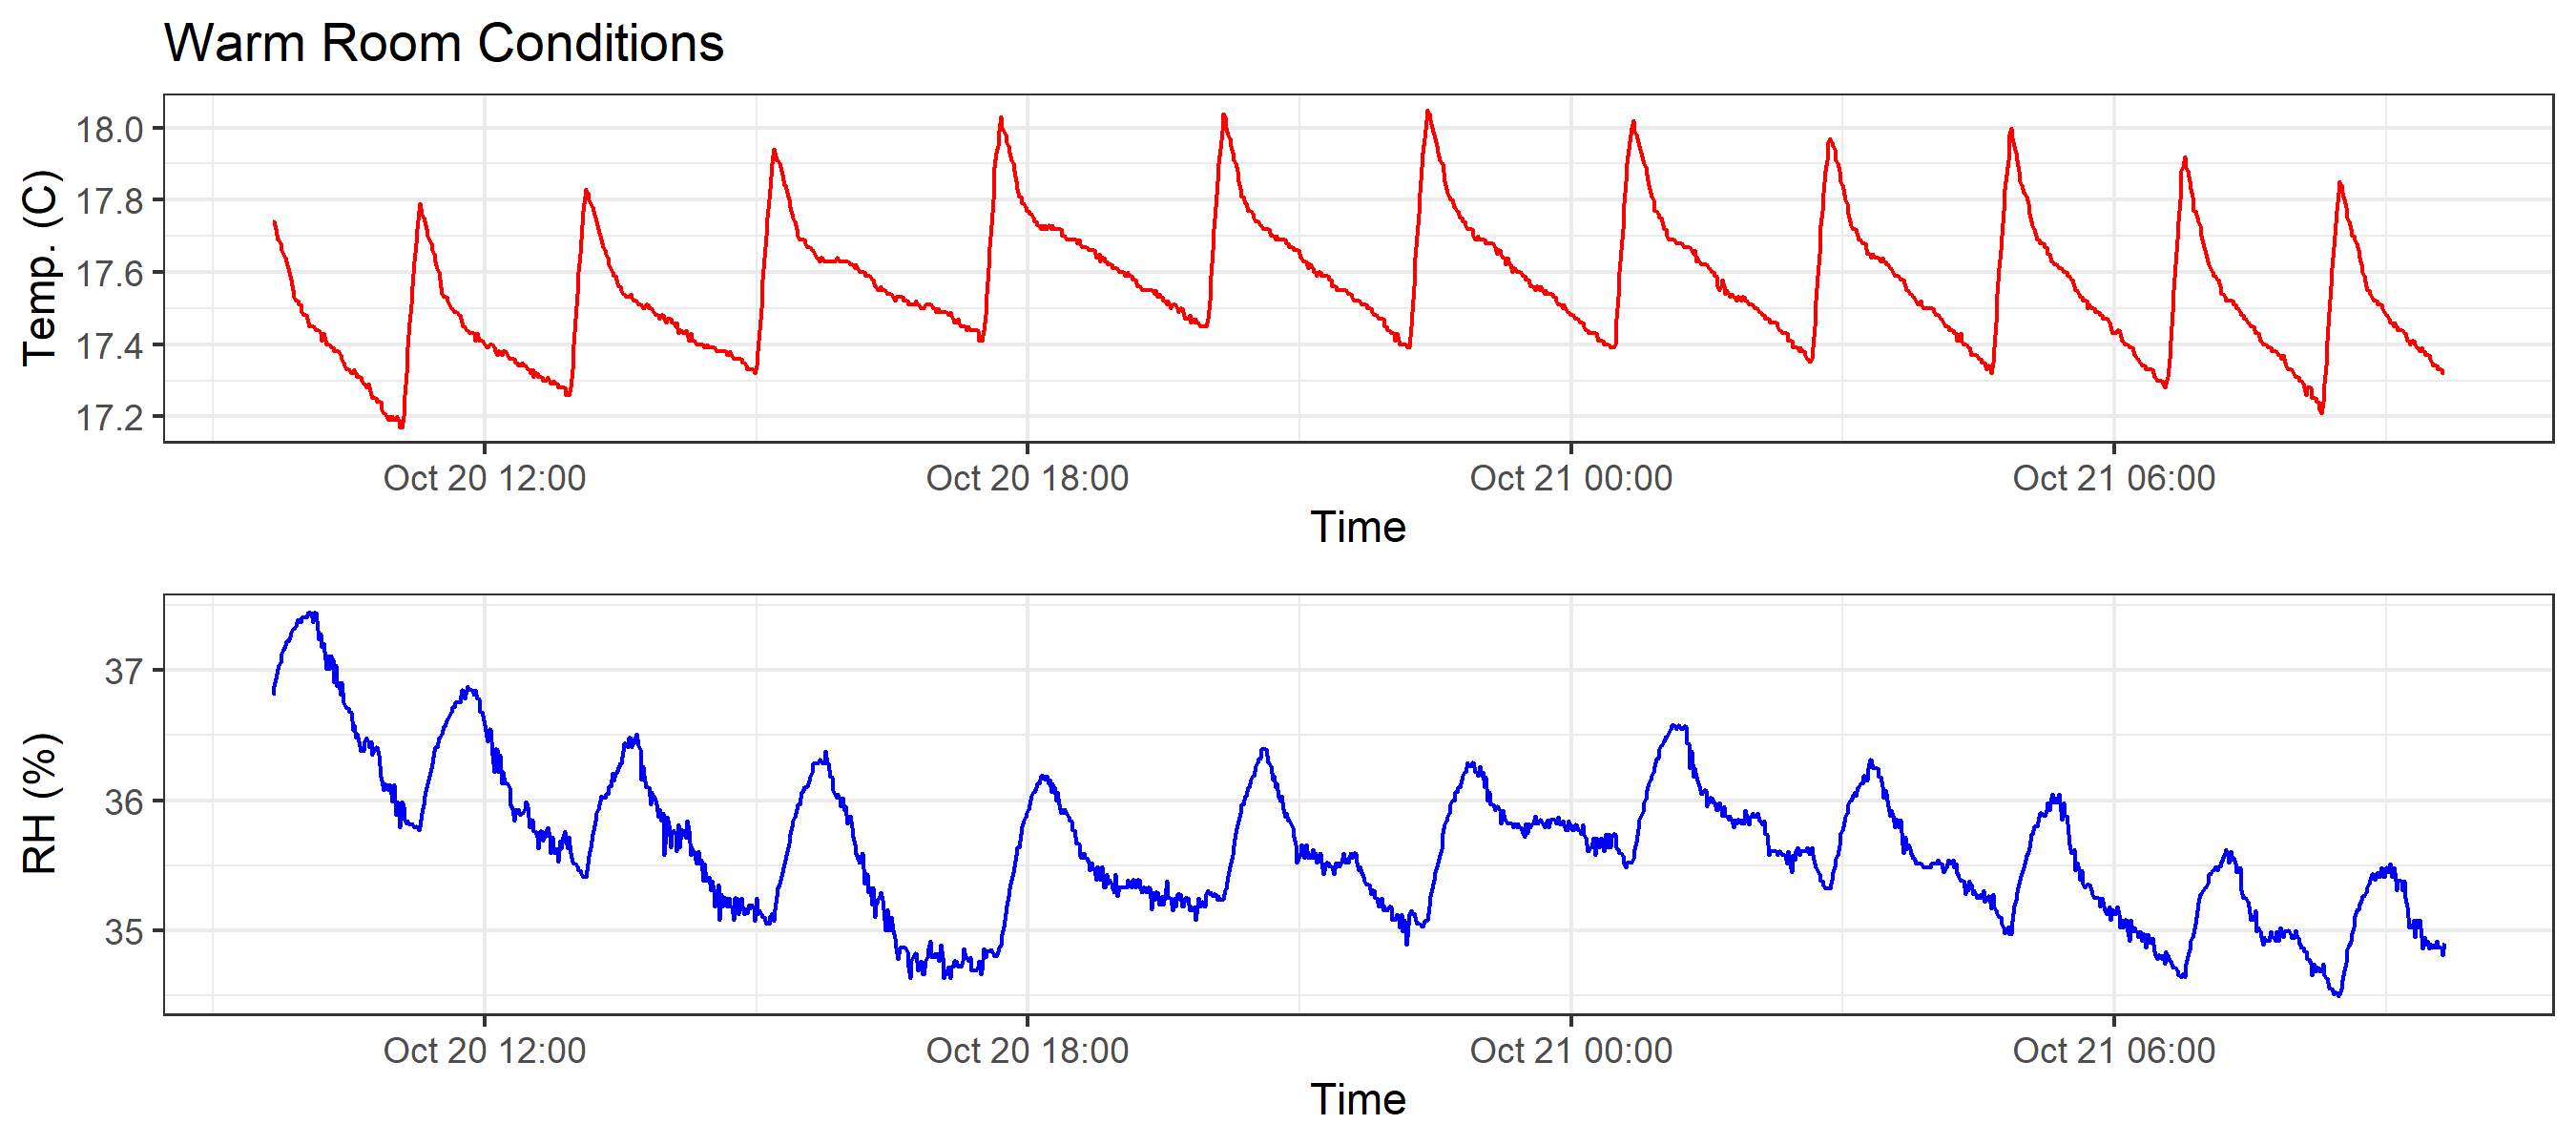 Warm Room Conditions
Temp. (C)
18.0
17.8
17.6
17.4
17.2
Oct 20 12:00 Oct 20 18:00 Oct 21 00:00 Oct 21 06:00
Time
RH (%)
37
36
35
Oct 20 12:00 Oct 20 18:00 Oct 21 00:00 Oct 21 06:00
Time